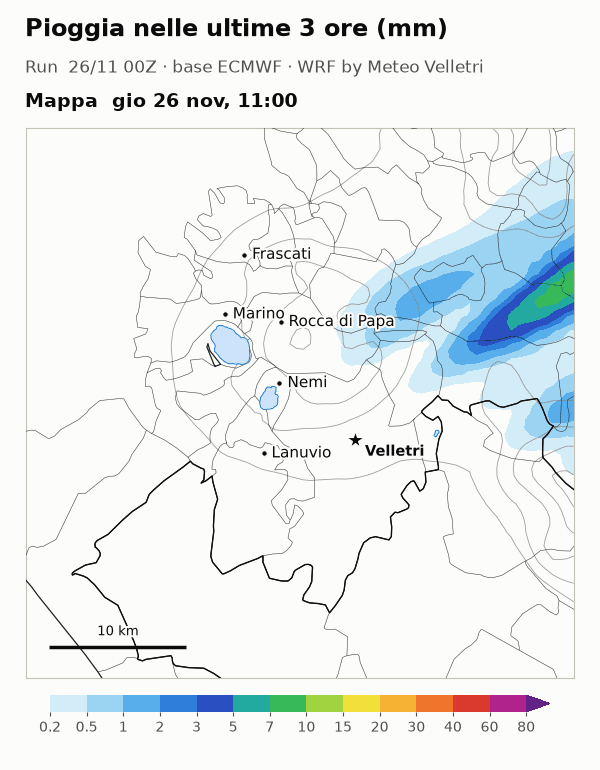 Pioggia nelle ultime 3 ore (mm)
Run  26/11 00Z · base ECMWF · WRF by Meteo Velletri
Mappa  gio 26 nov, 11:00
Frascati
Marino
Rocca di Papa
Nemi
Velletri
Lanuvio
10 km
0.2 0.5 1 2 3 5 7 10 15 20 30 40 60 80